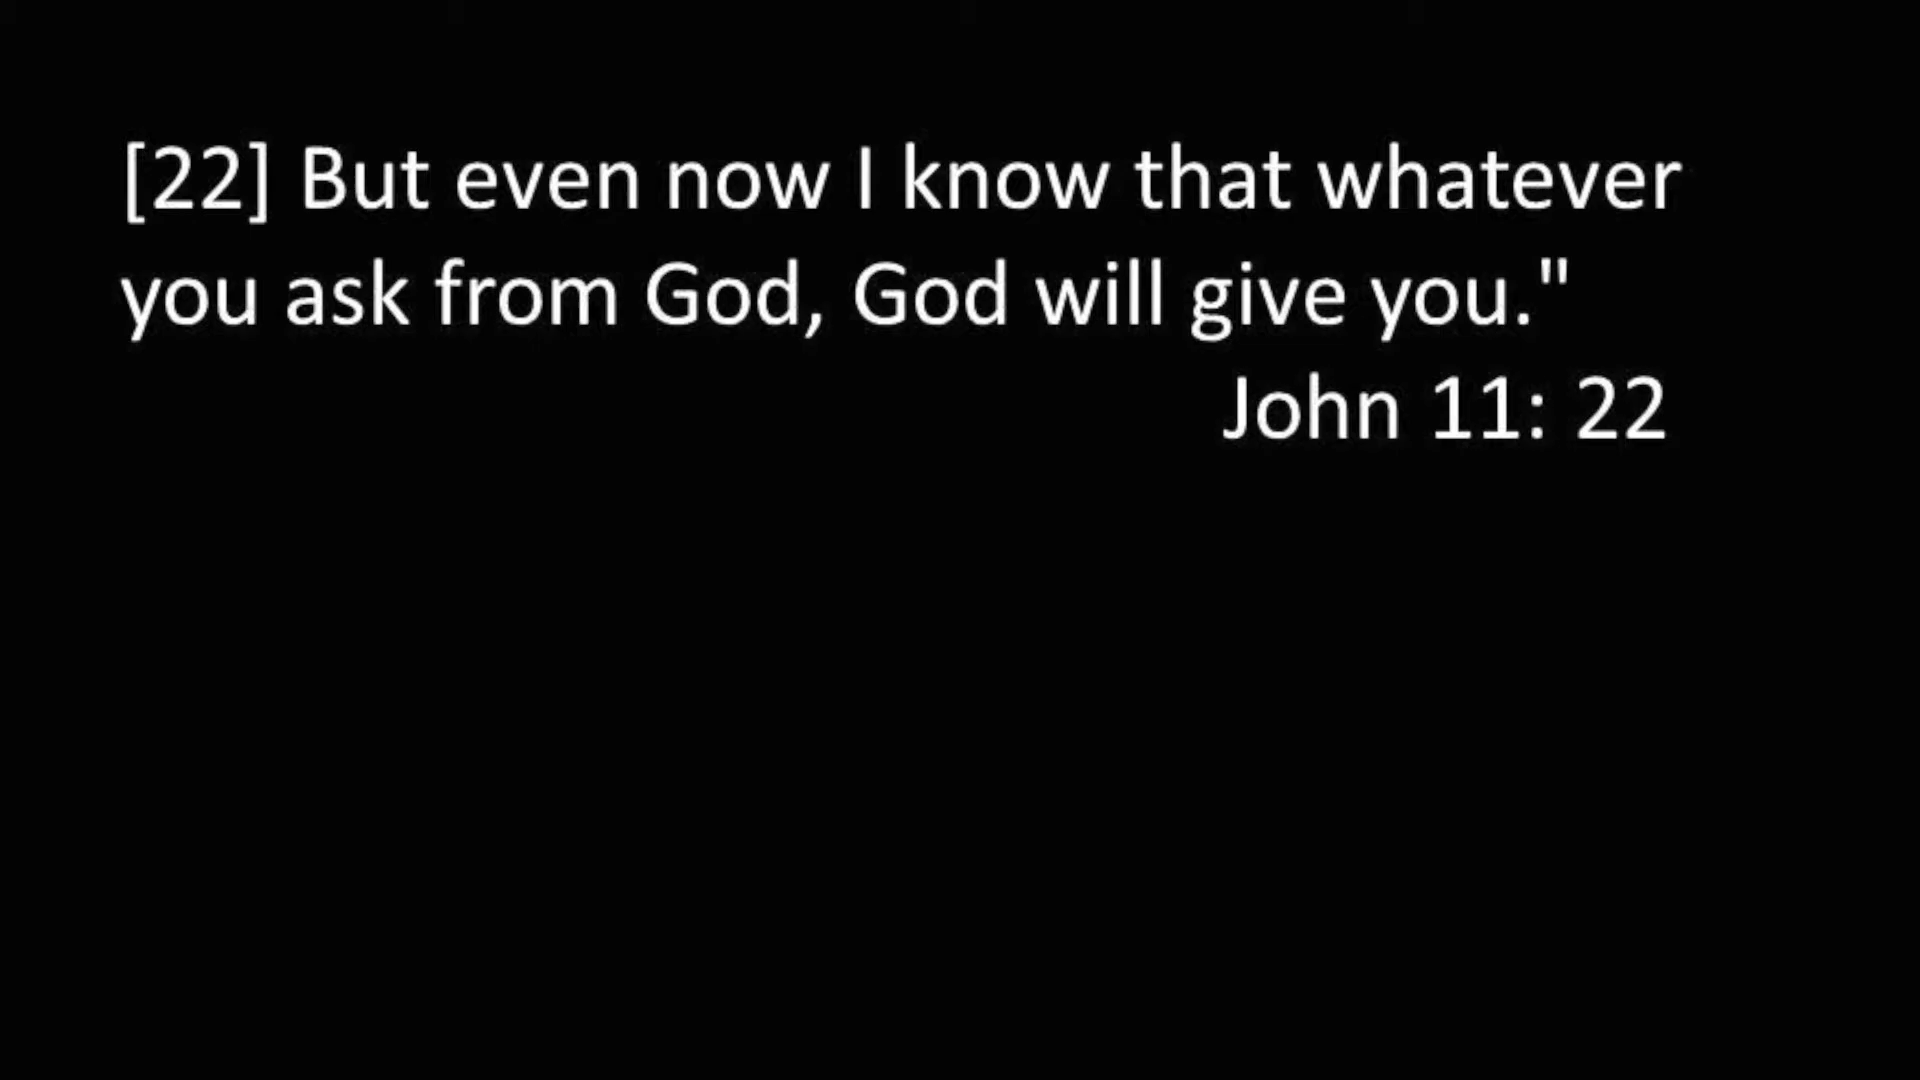 [22] But even now I know that whatever
you ask from God, God will give you."
John 11: 22